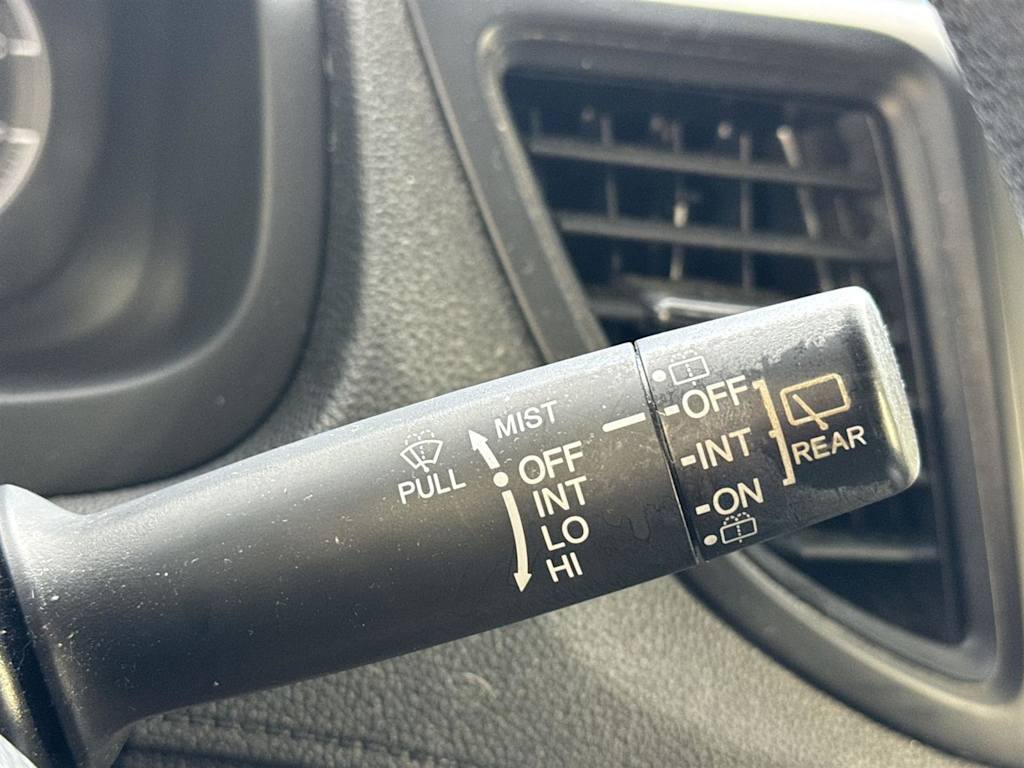 MIST
PULL
OFF
INT
LO
HI
-OFF
-INT
-ON
REAR